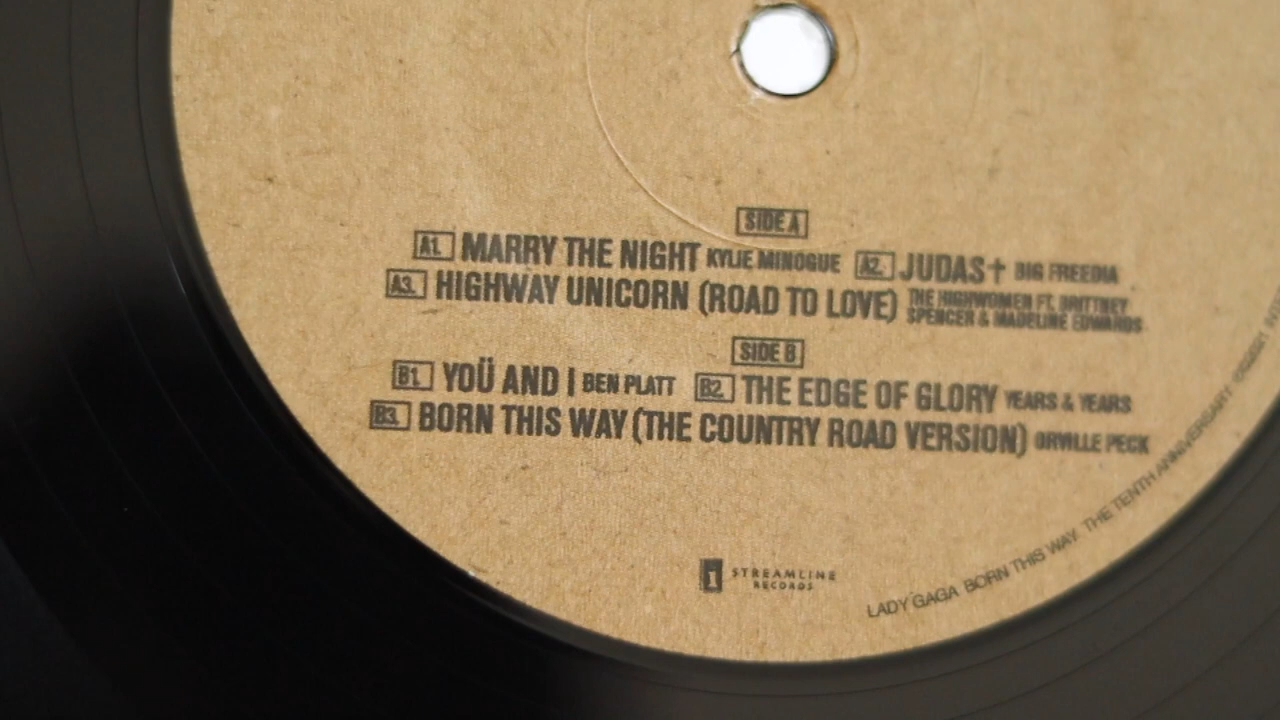 SIDE A
A1. MARRY THE NIGHT KYLIE MINOGUE A2. JUDAS† BIG FREEDIA
A3. HIGHWAY UNICORN (ROAD TO LOVE) THE HIGHWOMEN FT. BRITTNEY
SPENCER & MADELINE EDWARDS
SIDE B
B1. YOÜ AND I BEN PLATT B2. THE EDGE OF GLORY YEARS & YEARS
B3. BORN THIS WAY (THE COUNTRY ROAD VERSION) ORVILLE PECK
1 STREAMLINE
RECORDS
LADY GAGA BORN THIS WAY THE TENTH ANNIVERSARY